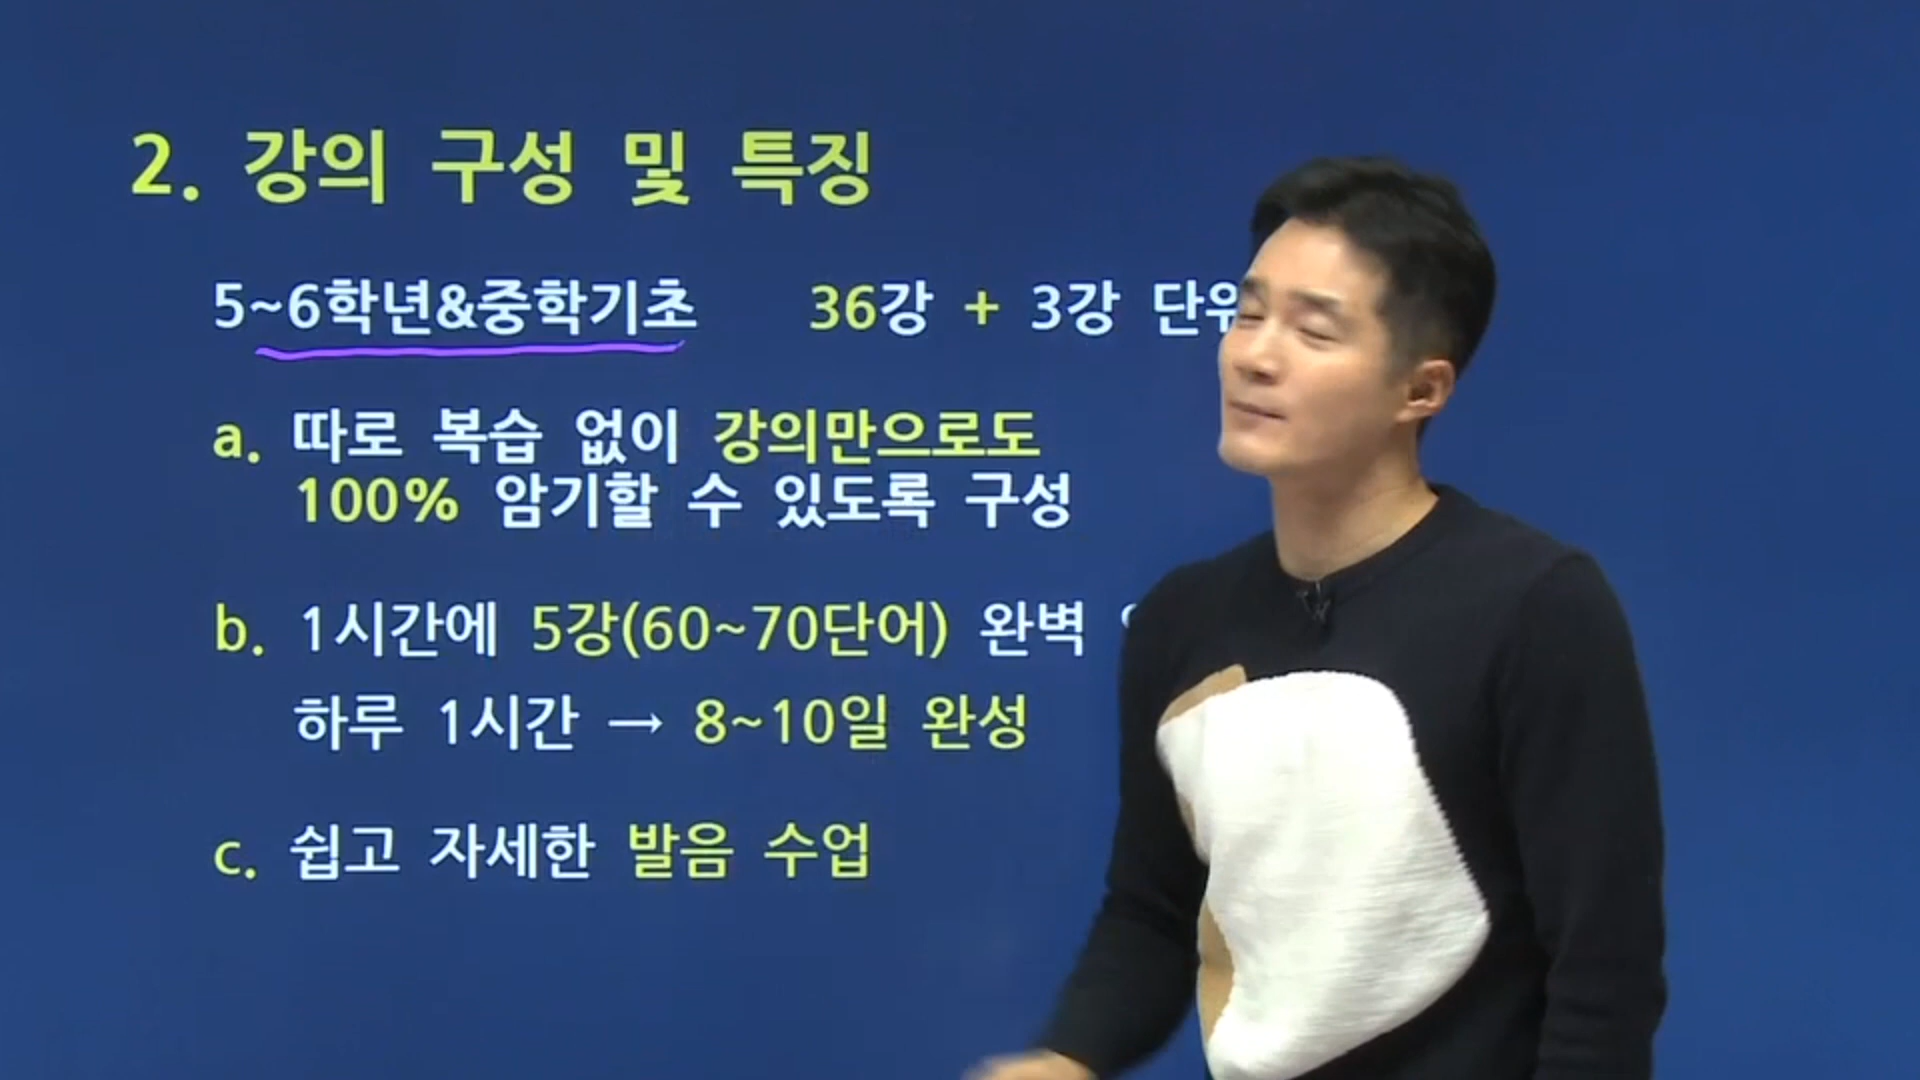 2. 강의 구성 및 특징
5~6학년&중학기초 36강 + 3강
a. 따로 복습 없이 강의만으로도
100% 암기할 수 있도록 구성
b. 1시간에 5강(60~70단어) 완벽
하루 1시간 → 8~10일 완성
c. 쉽고 자세한 발음 수업